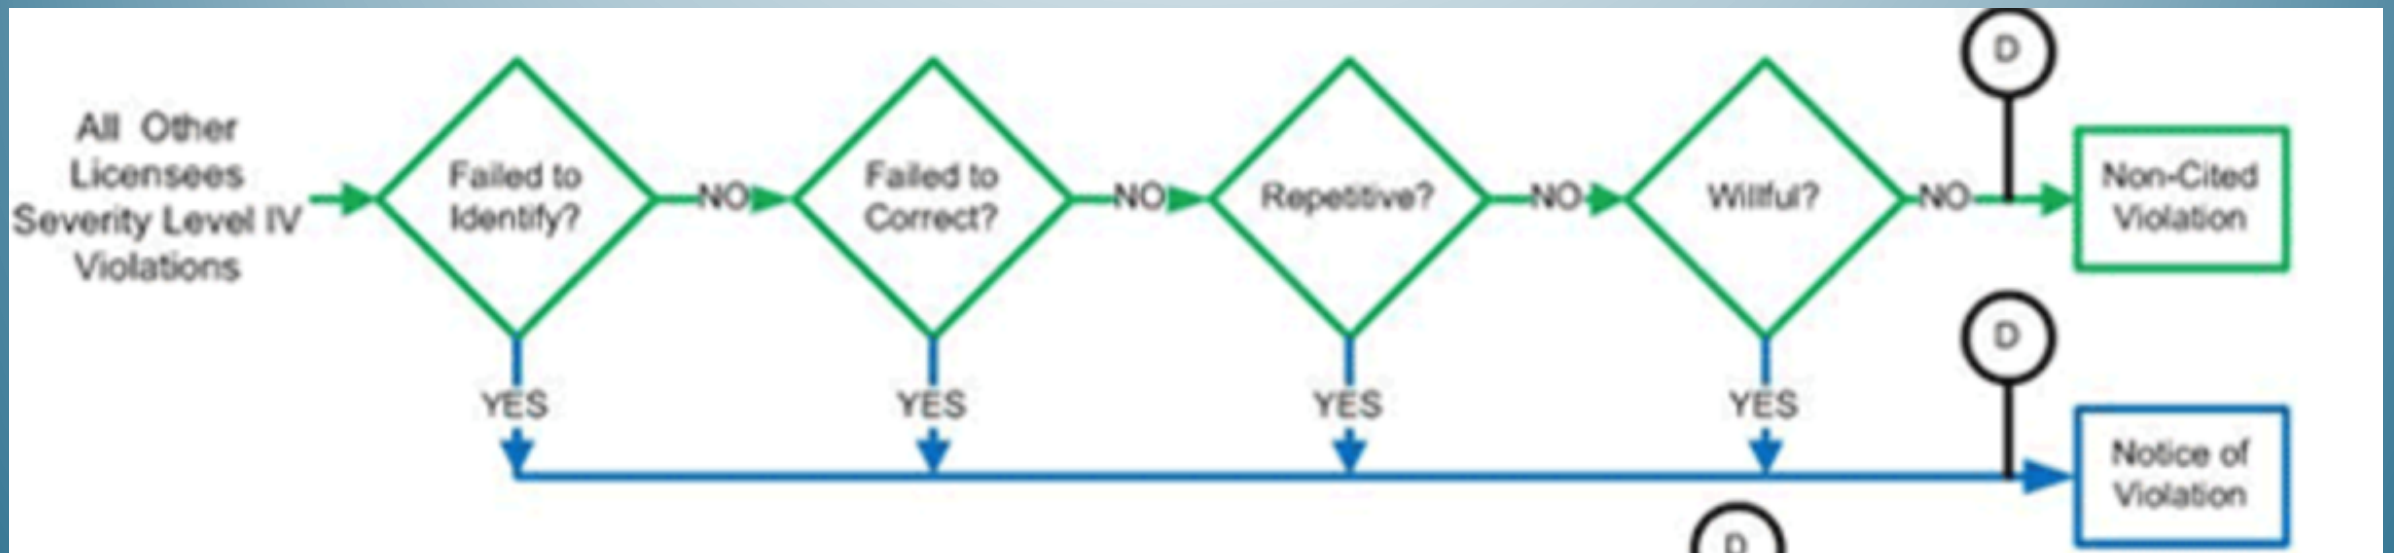 D
All Other
Licensees
Severity Level IV
Violations
Failed to
Identify?
NO
Failed to
Correct?
NO
Repetitive?
NO
Willful?
NO
Non-Cited
Violation
YES
YES
YES
YES
D
Notice of
Violation
D